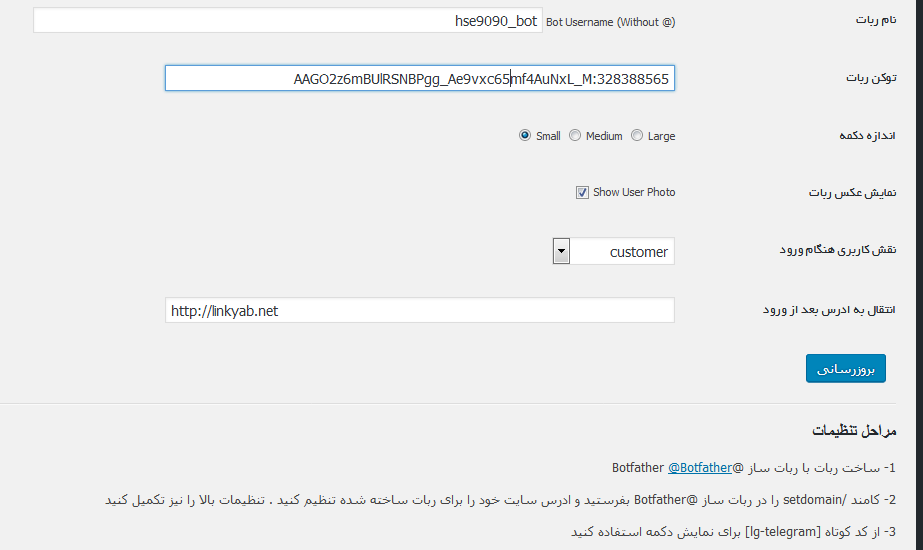 نام ربات
hse9090_bot Bot Username (Without @)
توکن ربات
AAGO2z6mBUlRSNBPgg_Ae9vxc65mf4AuNxL_M:328388565
اندازه دکمه
Small Medium Large
نمایش عکس ربات
Show User Photo
نقش کاربری هنگام ورود
customer
انتقال به ادرس بعد از ورود
http://linkyab.net
بروزرسانی
مراحل تنظیمات
1- ساخت ربات با ربات ساز @Botfather @Botfather
2- کامند /setdomain را در ربات ساز @Botfather بفرستید و ادرس سایت خود را برای ربات ساخته شده تنظیم کنید . تنظیمات بالا را نیز تکمیل کنید
3- از کد کوتاه [lg-telegram] برای نمایش دکمه استفاده کنید